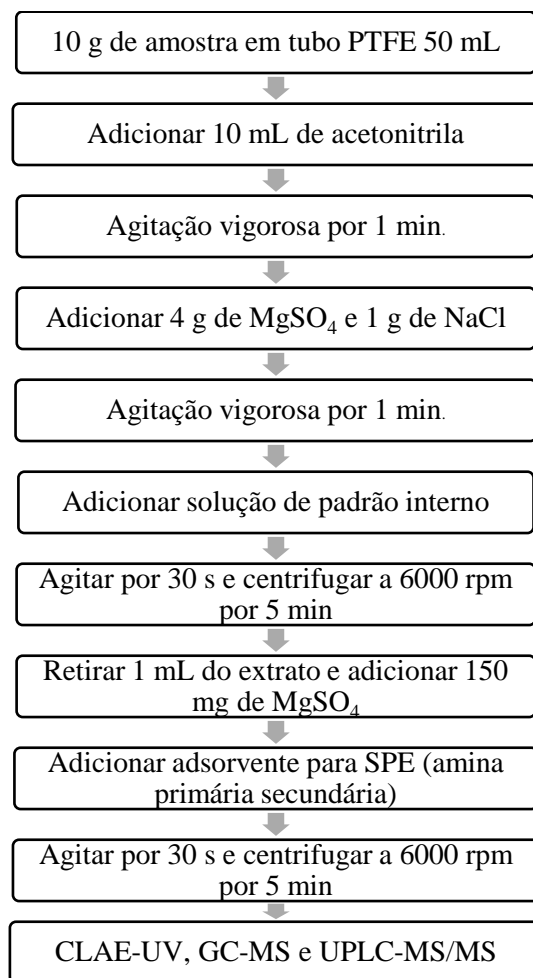 10 g de amostra em tubo PTFE 50 mL
Adicionar 10 mL de acetonitrila
Agitação vigorosa por 1 min.
Adicionar 4 g de MgSO₄ e 1 g de NaCl
Agitação vigorosa por 1 min.
Adicionar solução de padrão interno
Agitar por 30 s e centrifugar a 6000 rpm
por 5 min
Retirar 1 mL do extrato e adicionar 150
mg de MgSO₄
Adicionar adsorvente para SPE (amina
primária secundária)
Agitar por 30 s e centrifugar a 6000 rpm
por 5 min
CLAE-UV, GC-MS e UPLC-MS/MS